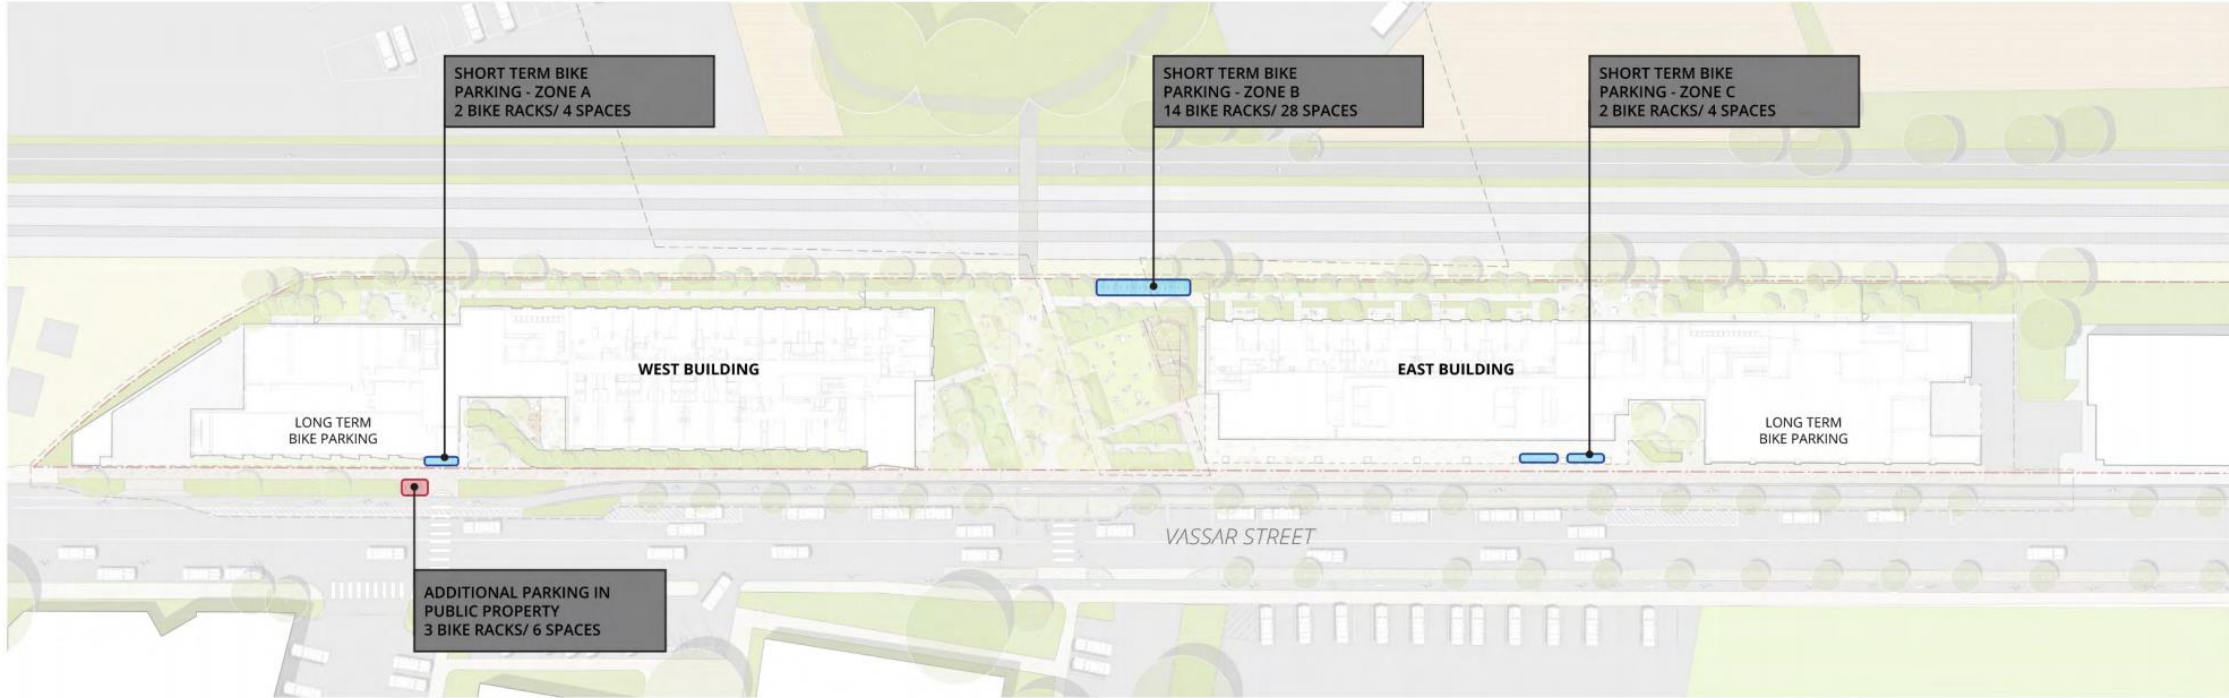 SHORT TERM BIKE
PARKING - ZONE A
2 BIKE RACKS/ 4 SPACES
SHORT TERM BIKE
PARKING - ZONE B
14 BIKE RACKS/ 28 SPACES
SHORT TERM BIKE
PARKING - ZONE C
2 BIKE RACKS/ 4 SPACES
WEST BUILDING
EAST BUILDING
LONG TERM
BIKE PARKING
LONG TERM
BIKE PARKING
VASSAR STREET
ADDITIONAL PARKING IN
PUBLIC PROPERTY
3 BIKE RACKS/ 6 SPACES